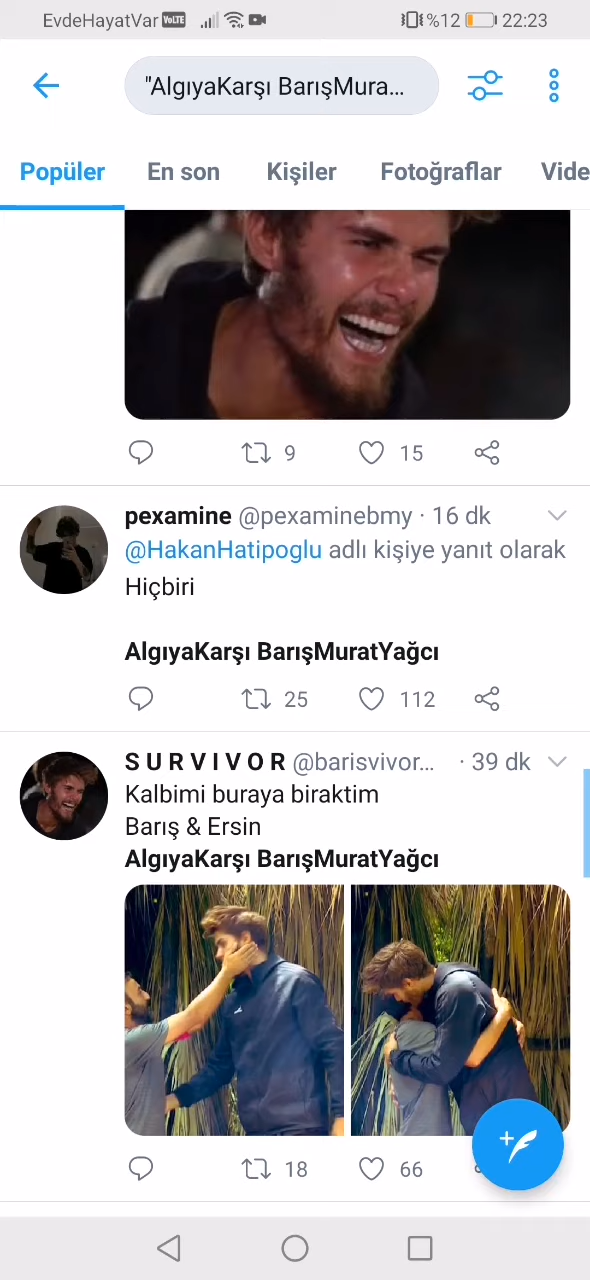 EvdeHayatVar VoLTE %12 22:23
"AlgıyaKarşı BarışMura...
Popüler En son Kişiler Fotoğraflar Vide
9 15
pexamine @pexaminebmy · 16 dk
@HakanHatipoglu adlı kişiye yanıt olarak
Hiçbiri
AlgıyaKarşı BarışMuratYağcı
25 112
S U R V I V O R @barisvivor... · 39 dk
Kalbimi buraya biraktim
Barış & Ersin
AlgıyaKarşı BarışMuratYağcı
18 66